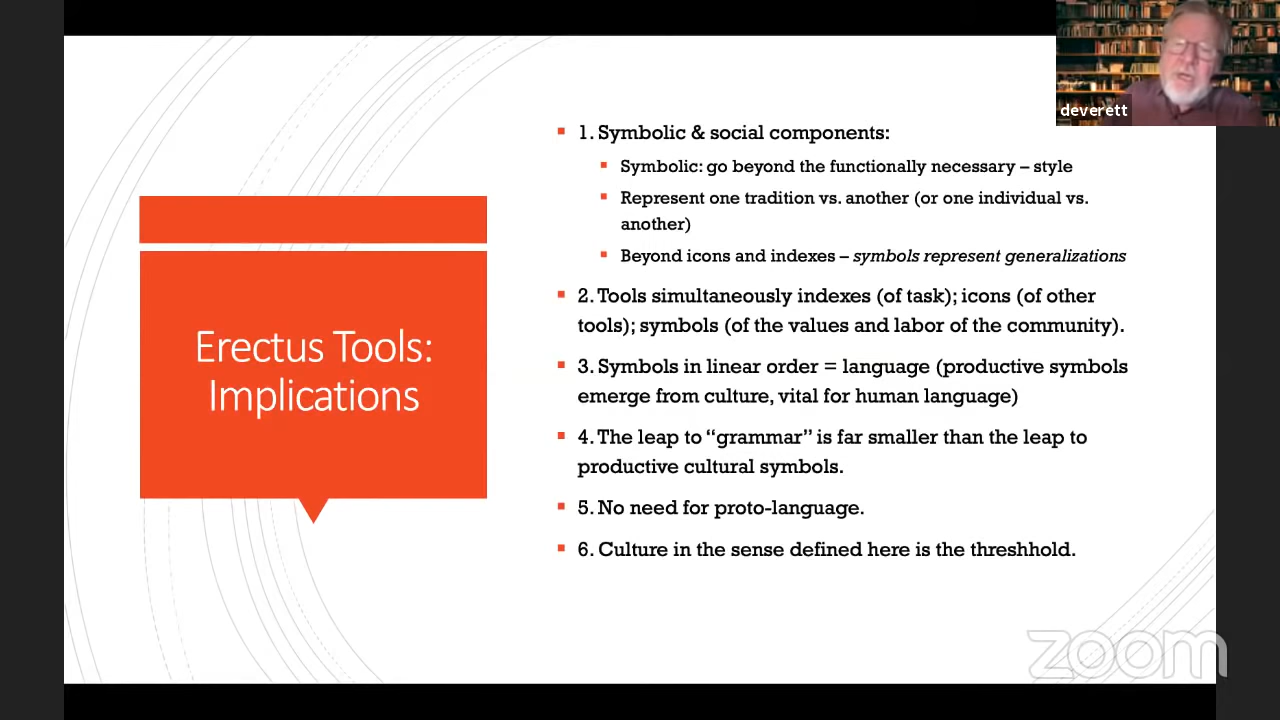 deverett
Erectus Tools:
Implications
1. Symbolic & social components:
Symbolic: go beyond the functionally necessary – style
Represent one tradition vs. another (or one individual vs.
another)
Beyond icons and indexes – symbols represent generalizations
2. Tools simultaneously indexes (of task); icons (of other
tools); symbols (of the values and labor of the community).
3. Symbols in linear order = language (productive symbols
emerge from culture, vital for human language)
4. The leap to “grammar” is far smaller than the leap to
productive cultural symbols.
5. No need for proto-language.
6. Culture in the sense defined here is the threshhold.
zoom